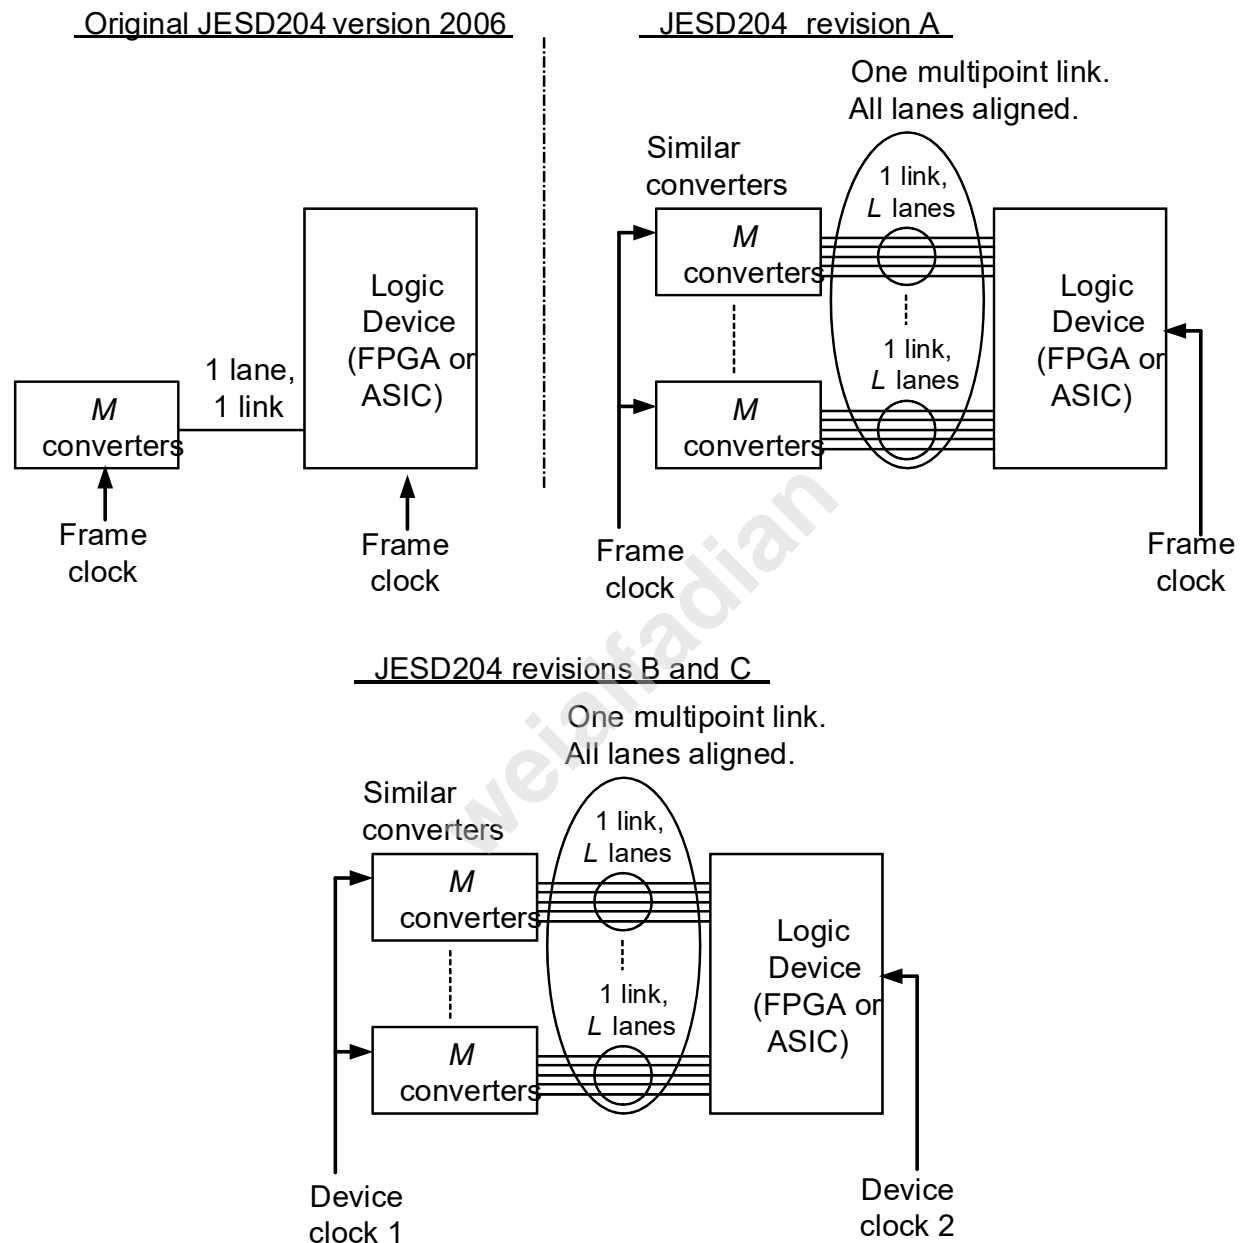 Original JESD204 version 2006
M
converters
1 lane,
1 link
Logic
Device
(FPGA or
ASIC)
Frame
clock
Frame
clock
JESD204 revision A
One multipoint link.
All lanes aligned.
Similar
converters
M
converters
1 link,
L lanes
M
converters
1 link,
L lanes
Logic
Device
(FPGA or
ASIC)
Frame
clock
Frame
clock
JESD204 revisions B and C
One multipoint link.
All lanes aligned.
Similar
converters
M
converters
1 link,
L lanes
M
converters
1 link,
L lanes
Logic
Device
(FPGA or
ASIC)
Device
clock 1
Device
clock 2
weiaifadian